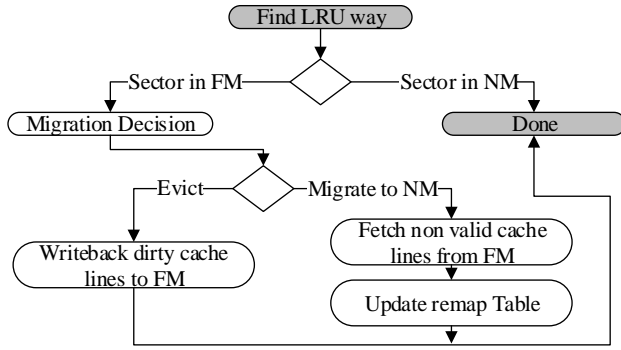 Find LRU way
Sector in FM
Sector in NM
Migration Decision
Done
Evict
Migrate to NM
Writeback dirty cache
lines to FM
Fetch non valid cache
lines from FM
Update remap Table